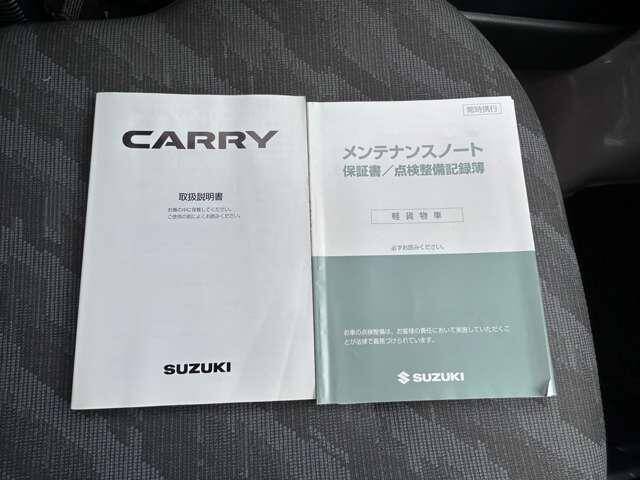 CARRY
取扱説明書
お車の中に保管してください。
ご使用の前によくお読みください。
SUZUKI
常時携行
メンテナンスノート
保証書/点検整備記録簿
軽貨物車
必ずお読みください。
お車の点検整備は、お客様の責任において実施していただくこ
とが法律で義務づけられています。
SUZUKI